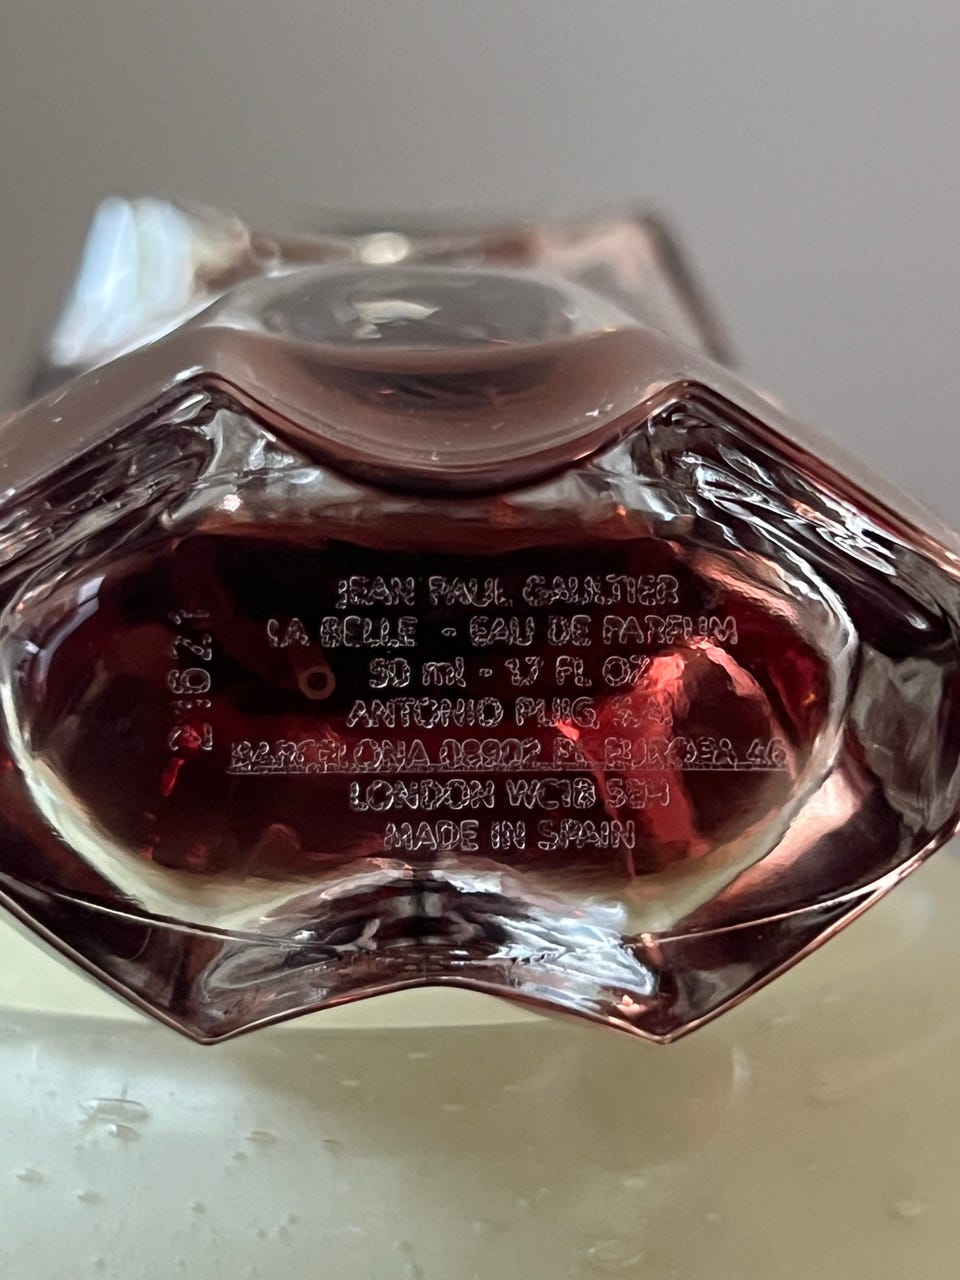 JEAN PAUL GAULTIER
LA BELLE - EAU DE PARFUM
50 ml - 1.7 FL OZ
ANTONIO PUIG S.A.
BARCELONA 08902 PL EUROPA 46
LONDON WC1B 5EH
MADE IN SPAIN